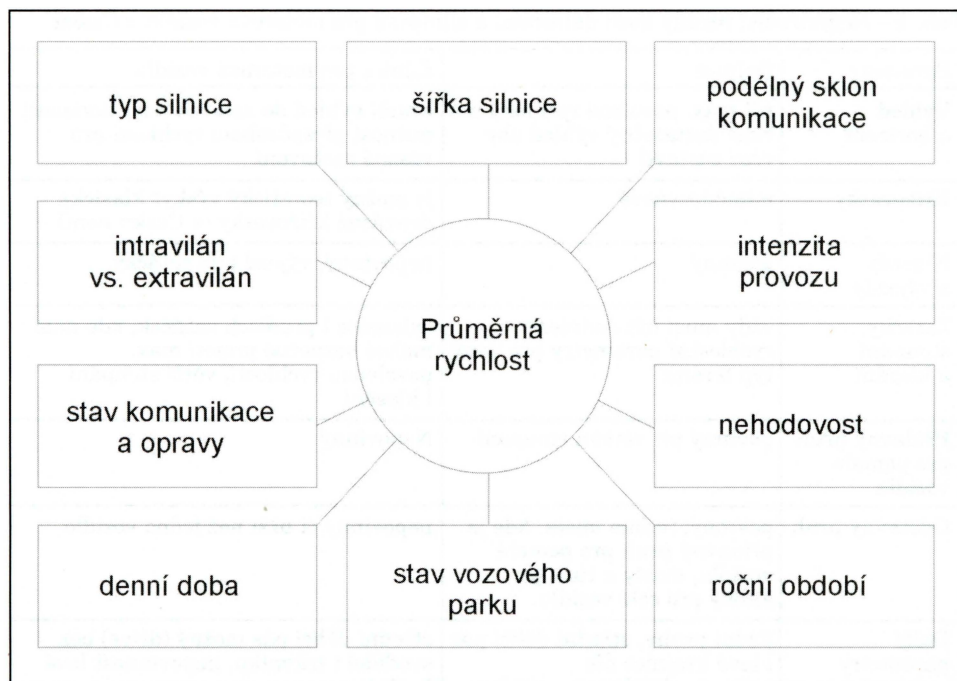 typ silnice
šířka silnice
podélný sklon
komunikace
intravilán
vs. extravilán
intenzita
provozu
Průměrná
rychlost
stav komunikace
a opravy
nehodovost
denní doba
stav vozového
parku
roční období